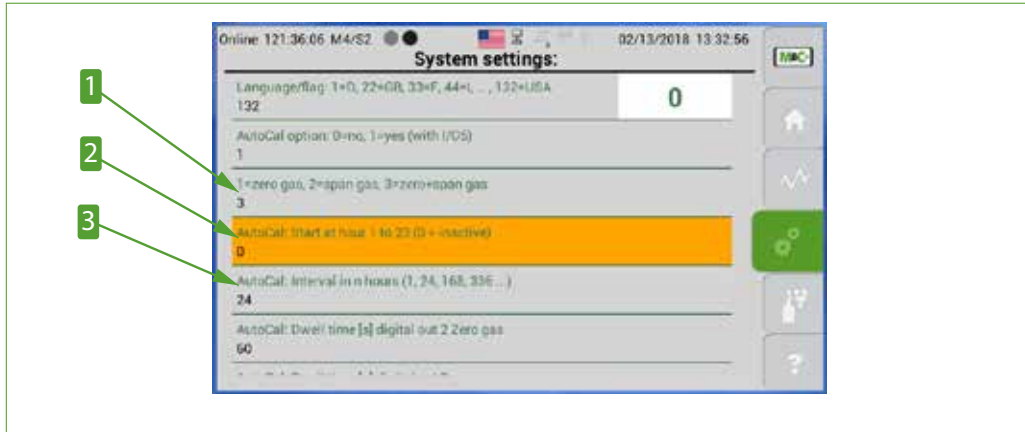 Online 121:36:06 M4/S2
02/13/2018 13:32:56
System settings:
M&C
Language/flag: 1=D, 22=GB, 33=F, 44=I, ... , 132=USA
132
0
AutoCal option: 0=no, 1=yes (with I/OS)
1
1
1=zero gas, 2=span gas, 3=zero+span gas
3
2
AutoCal: Start at hour 1 to 23 (0 = inactive)
0
3
AutoCal: Interval in n hours (1, 24, 168, 336 ...)
24
AutoCal: Dwell time [s] digital out 2 Zero gas
60
?